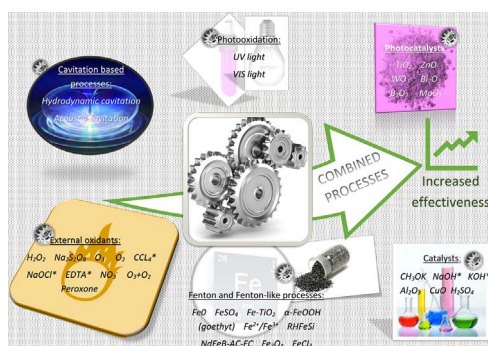 Photooxidation:
UV light
VIS light
Photocatalysts
TiO₂ ZnO
WO₃ Bi₂O₃
B₂O₃
Cavitation based
processes:
Hydrodynamic cavitation
Acoustic cavitation
COMBINED
PROCESSES
Increased
effectiveness
External oxidants:
H₂O₂ Na₂S₂O₈ O₃ O₂ CCL₄*
NaOCl* EDTA* NO₃ O₃+O₂
Peroxone
26
Fe
Fenton and Fenton-like processes:
Fe0 FeSO₄ Fe-TiO₂ α-FeOOH
(goethyt) Fe²⁺/Fe³⁺ RHFeSi
NdFeB-AC-FC Fe₃O₄ FeCl₃
Catalysts:
CH₃OK NaOH* KOH*
Al₂O₃ CuO H₂SO₄